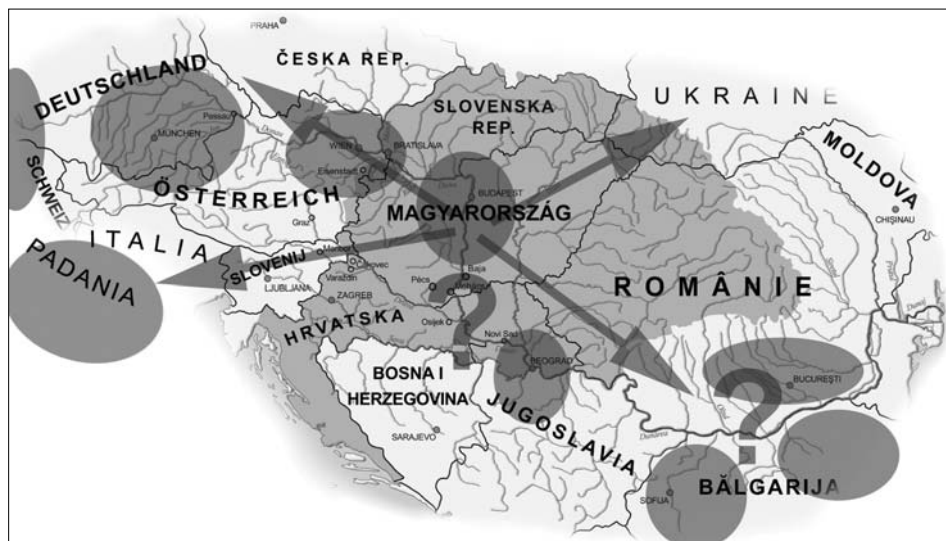 PRAHA
ČESKA REP.
DEUTSCHLAND
UKRAINE
SLOVENSKA
REP.
Passau
MÜNCHEN
WIEN
BRATISLAVA
MOLDOVA
Eisenstadt
SCHWEIZ
ÖSTERREICH
BUDAPEST
MAGYARORSZÁG
CHIȘINAU
Graz
ITALIA
SLOVENIJ
PADANIA
Varaždin
LJUBLJANA
Baja
Pécs
ROMÂNIE
ZAGREB
HRVATSKA
?
Osijek
Novi Sad
BEOGRAD
BOSNA I
HERZEGOVINA
BUCUREŞTI
?
JUGOSLAVIA
SARAJEVO
Dunărea
SOFIJA
BĂLGARIJA